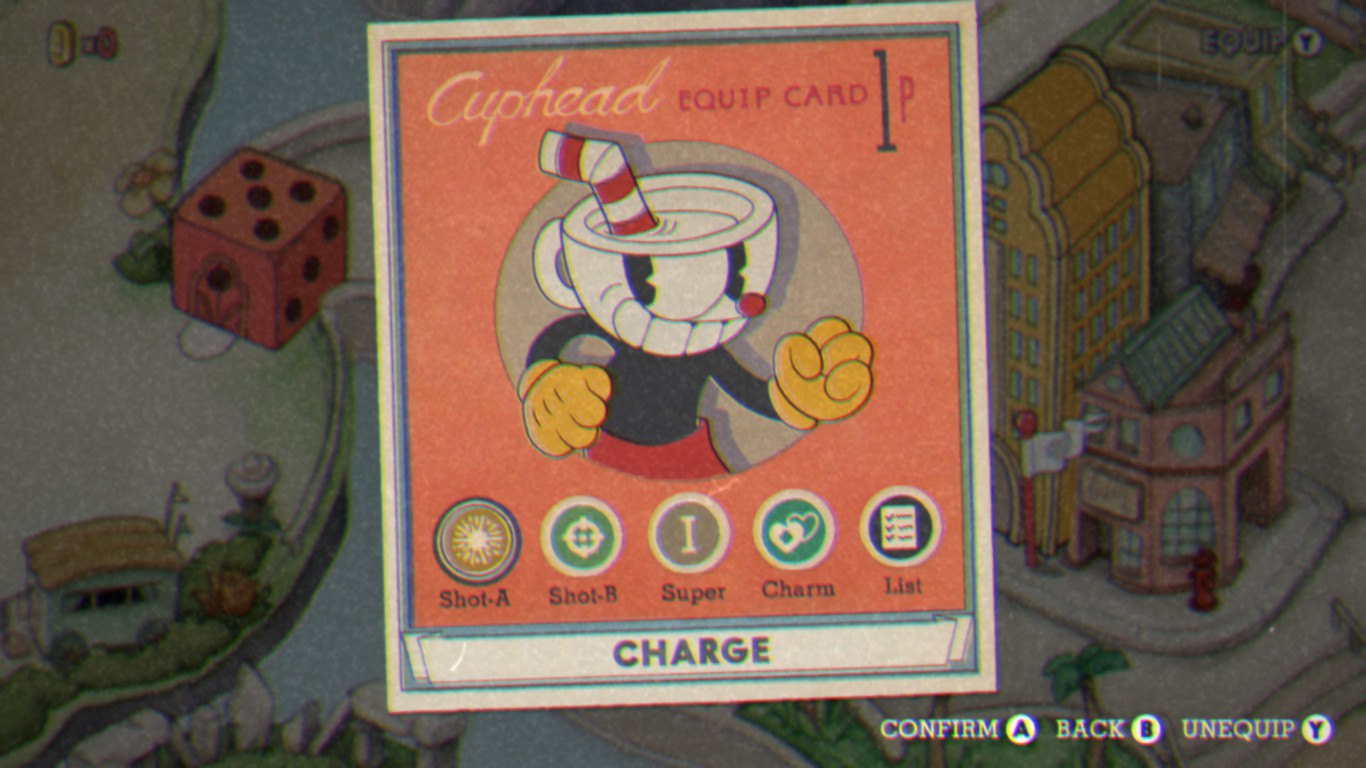 Cuphead EQUIP CARD 1P
EQUIP Y
Shot-A Shot-B Super Charm List
I
CHARGE
CONFIRM A BACK B UNEQUIP Y